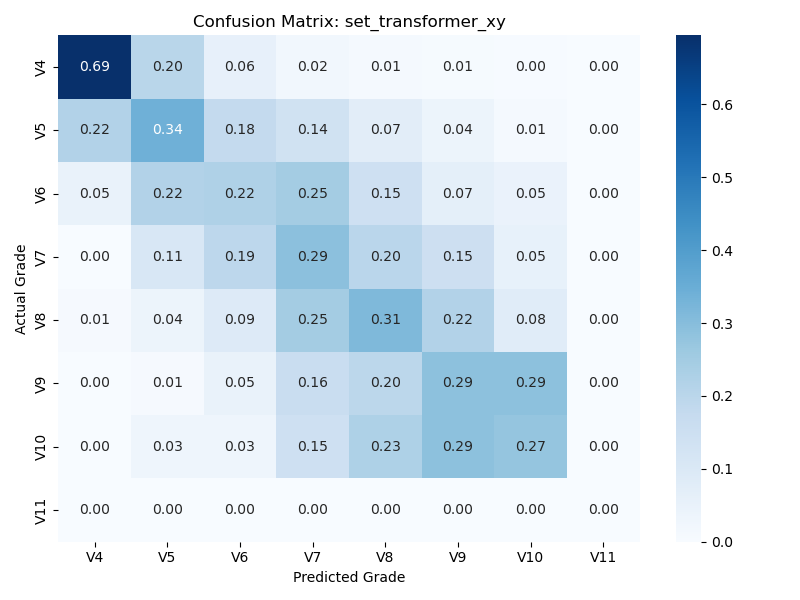 Confusion Matrix: set_transformer_xy
Actual Grade
V4 0.69 0.20 0.06 0.02 0.01 0.01 0.00 0.00
V5 0.22 0.34 0.18 0.14 0.07 0.04 0.01 0.00
V6 0.05 0.22 0.22 0.25 0.15 0.07 0.05 0.00
V7 0.00 0.11 0.19 0.29 0.20 0.15 0.05 0.00
V8 0.01 0.04 0.09 0.25 0.31 0.22 0.08 0.00
V9 0.00 0.01 0.05 0.16 0.20 0.29 0.29 0.00
V10 0.00 0.03 0.03 0.15 0.23 0.29 0.27 0.00
V11 0.00 0.00 0.00 0.00 0.00 0.00 0.00 0.00
V4 V5 V6 V7 V8 V9 V10 V11
Predicted Grade
0.6
0.5
0.4
0.3
0.2
0.1
0.0